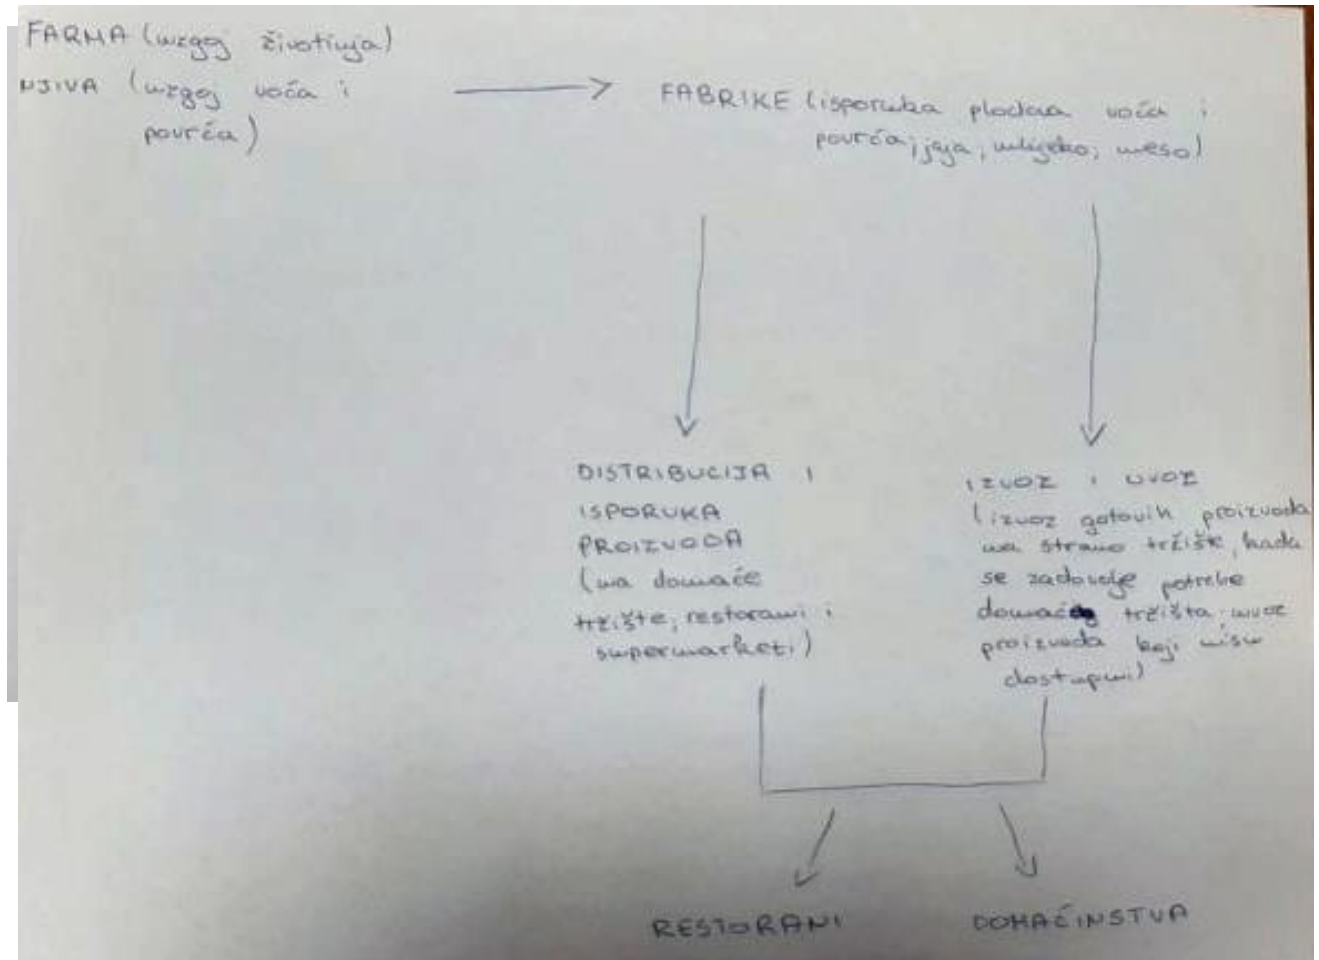 FARMA (uzgoj životinja)
NJIVA (uzgoj voća i
povrća)
FABRIKE (isporuka plodova voća i
povrća; jaja, mlijeko, meso)
DISTRIBUCIJA I
ISPORUKA
PROIZVODA
(na domaće
tržište, restorani i
supermarketi)
IZVOZ I UVOZ
(izvoz gotovih proizvoda
na strano tržište, kada
se zadovolje potrebe
domaćeg tržišta, uvoz
proizvoda koji nisu
dostupni)
RESTORANI
DOMAĆINSTVA